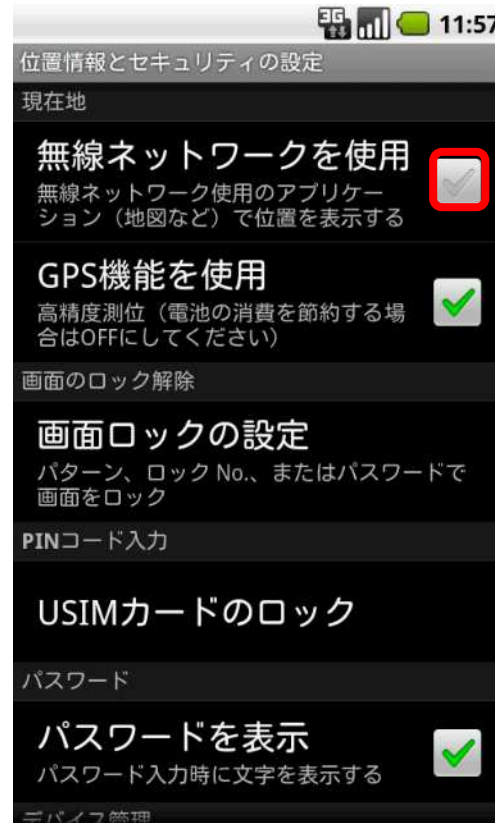 3G 11:57
位置情報とセキュリティの設定
現在地
無線ネットワークを使用
無線ネットワーク使用のアプリケー
ション（地図など）で位置を表示する
GPS機能を使用
高精度測位（電池の消費を節約する場
合はOFFにしてください）
画面のロック解除
画面ロックの設定
パターン、ロック No.、またはパスワードで
画面をロック
PINコード入力
USIMカードのロック
パスワード
パスワードを表示
パスワード入力時に文字を表示する
デバイス管理